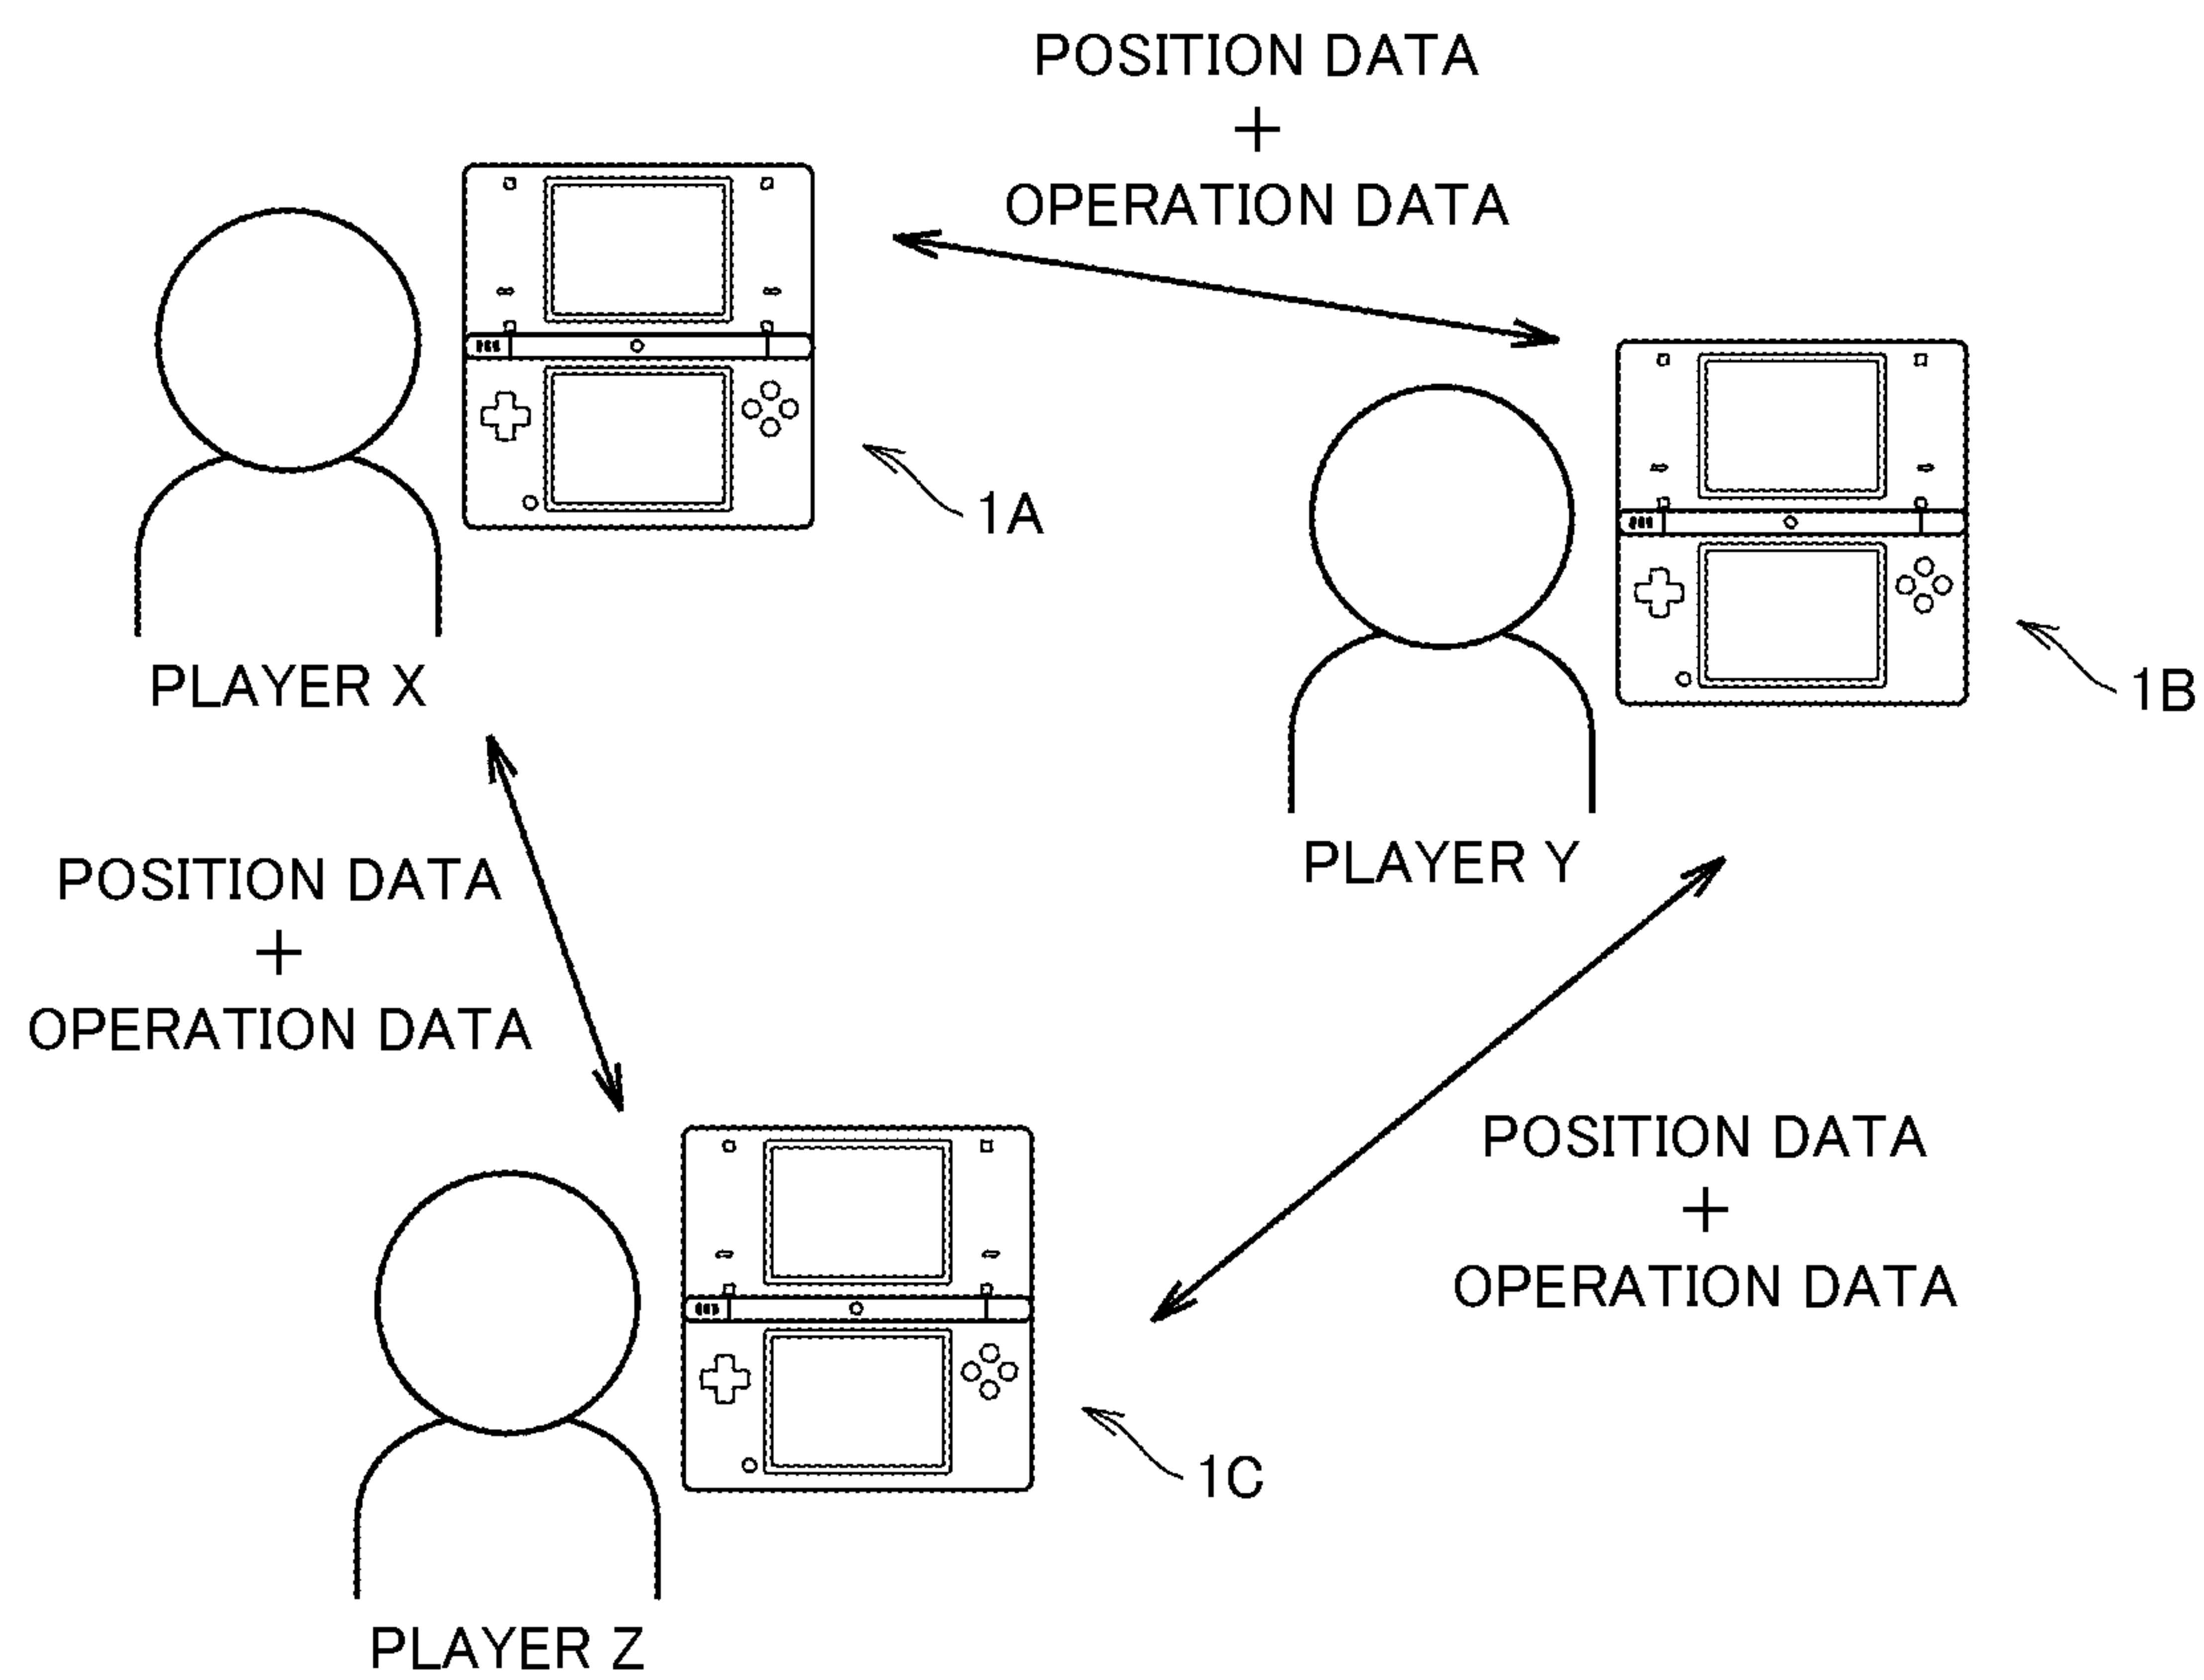 POSITION DATA
+
OPERATION DATA
1A
PLAYER X
1B
PLAYER Y
POSITION DATA
+
OPERATION DATA
POSITION DATA
+
OPERATION DATA
1C
PLAYER Z